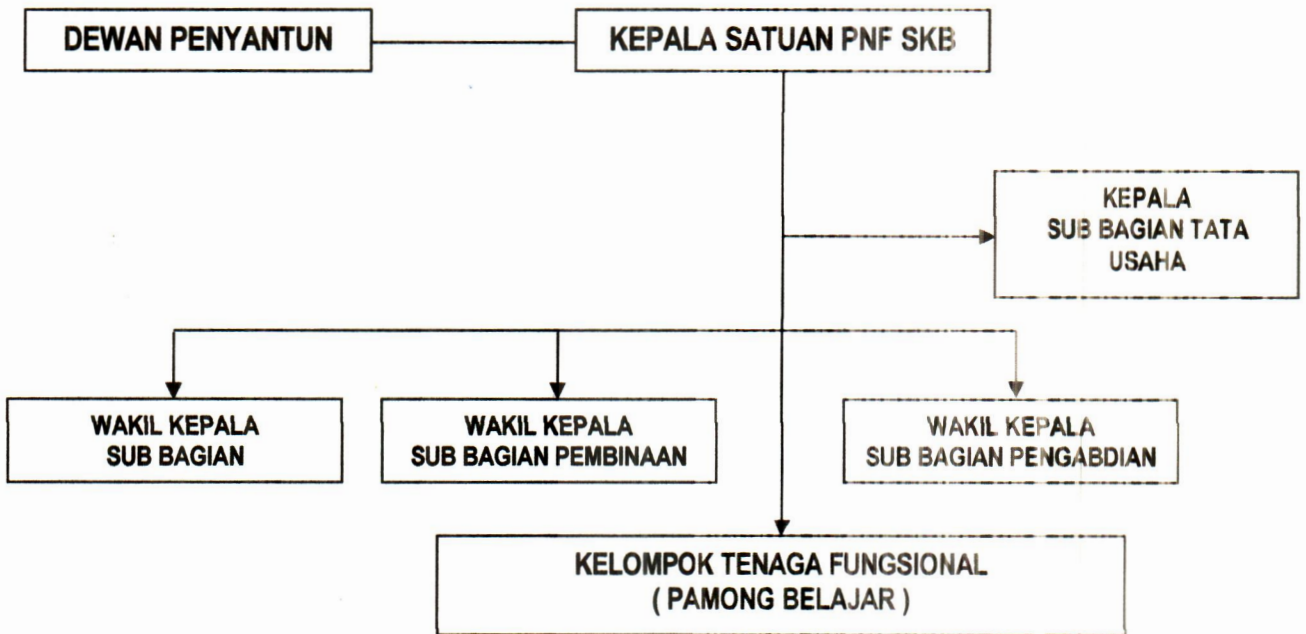 DEWAN PENYANTUN
KEPALA SATUAN PNF SKB
KEPALA
SUB BAGIAN TATA
USAHA
WAKIL KEPALA
SUB BAGIAN
WAKIL KEPALA
SUB BAGIAN PEMBINAAN
WAKIL KEPALA
SUB BAGIAN PENGABDIAN
KELOMPOK TENAGA FUNGSIONAL
( PAMONG BELAJAR )